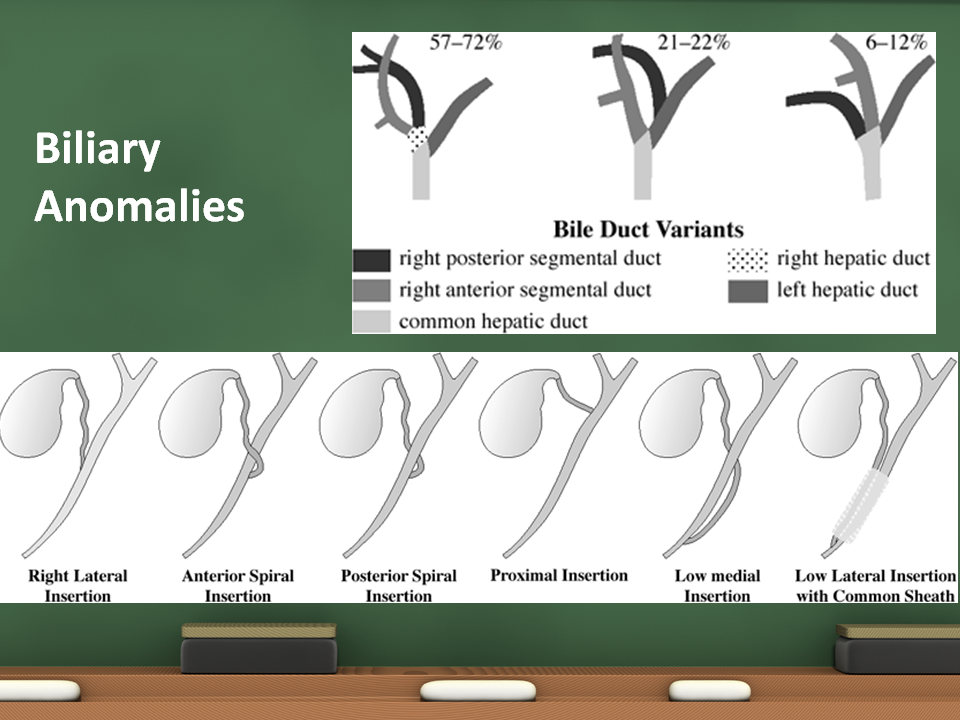 Biliary
Anomalies
57–72%
21–22%
6–12%
Bile Duct Variants
right posterior segmental duct
right hepatic duct
right anterior segmental duct
left hepatic duct
common hepatic duct
Right Lateral
Insertion
Anterior Spiral
Insertion
Posterior Spiral
Insertion
Proximal Insertion
Low medial
Insertion
Low Lateral Insertion
with Common Sheath